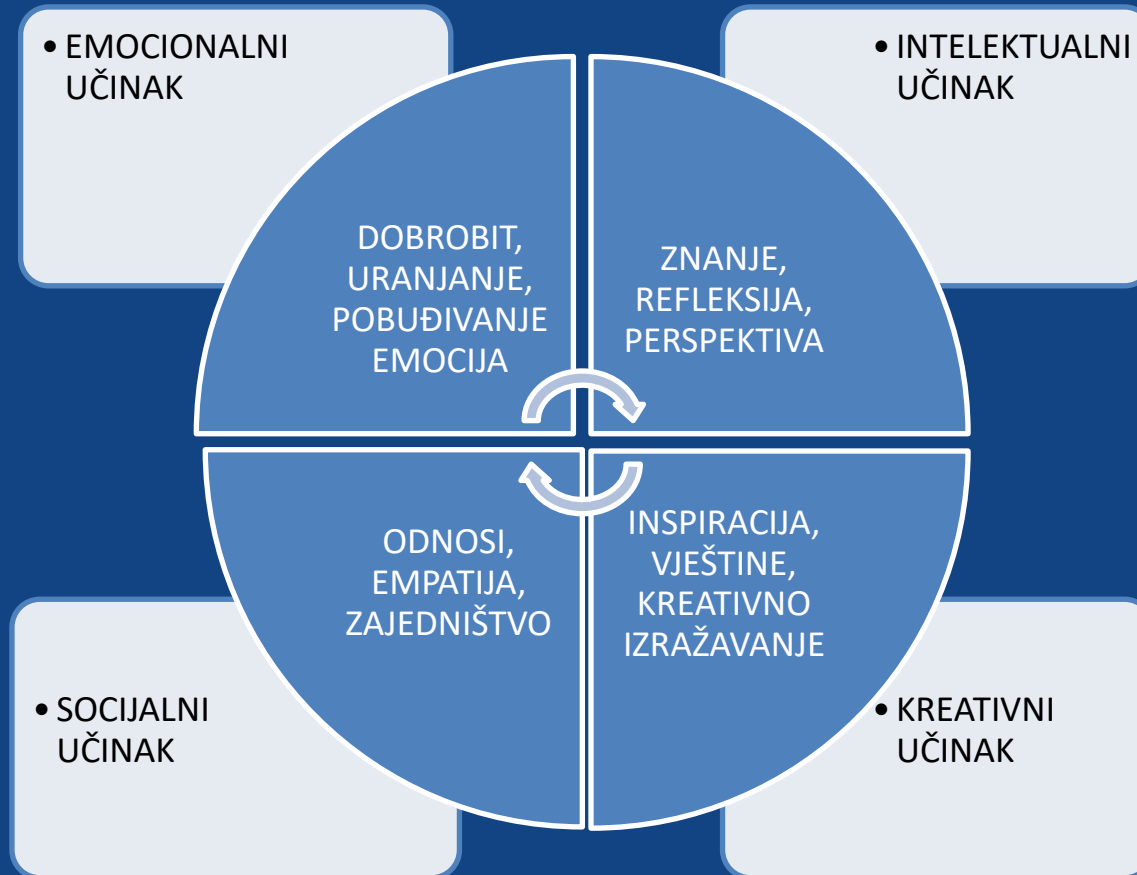 • EMOCIONALNI
UČINAK
• INTELEKTUALNI
UČINAK
DOBROBIT,
URANJANJE,
POBUĐIVANJE
EMOCIJA
ZNANJE,
REFLEKSIJA,
PERSPEKTIVA
ODNOSI,
EMPATIJA,
ZAJEDNIŠTVO
INSPIRACIJA,
VJEŠTINE,
KREATIVNO
IZRAŽAVANJE
• SOCIJALNI
UČINAK
• KREATIVNI
UČINAK